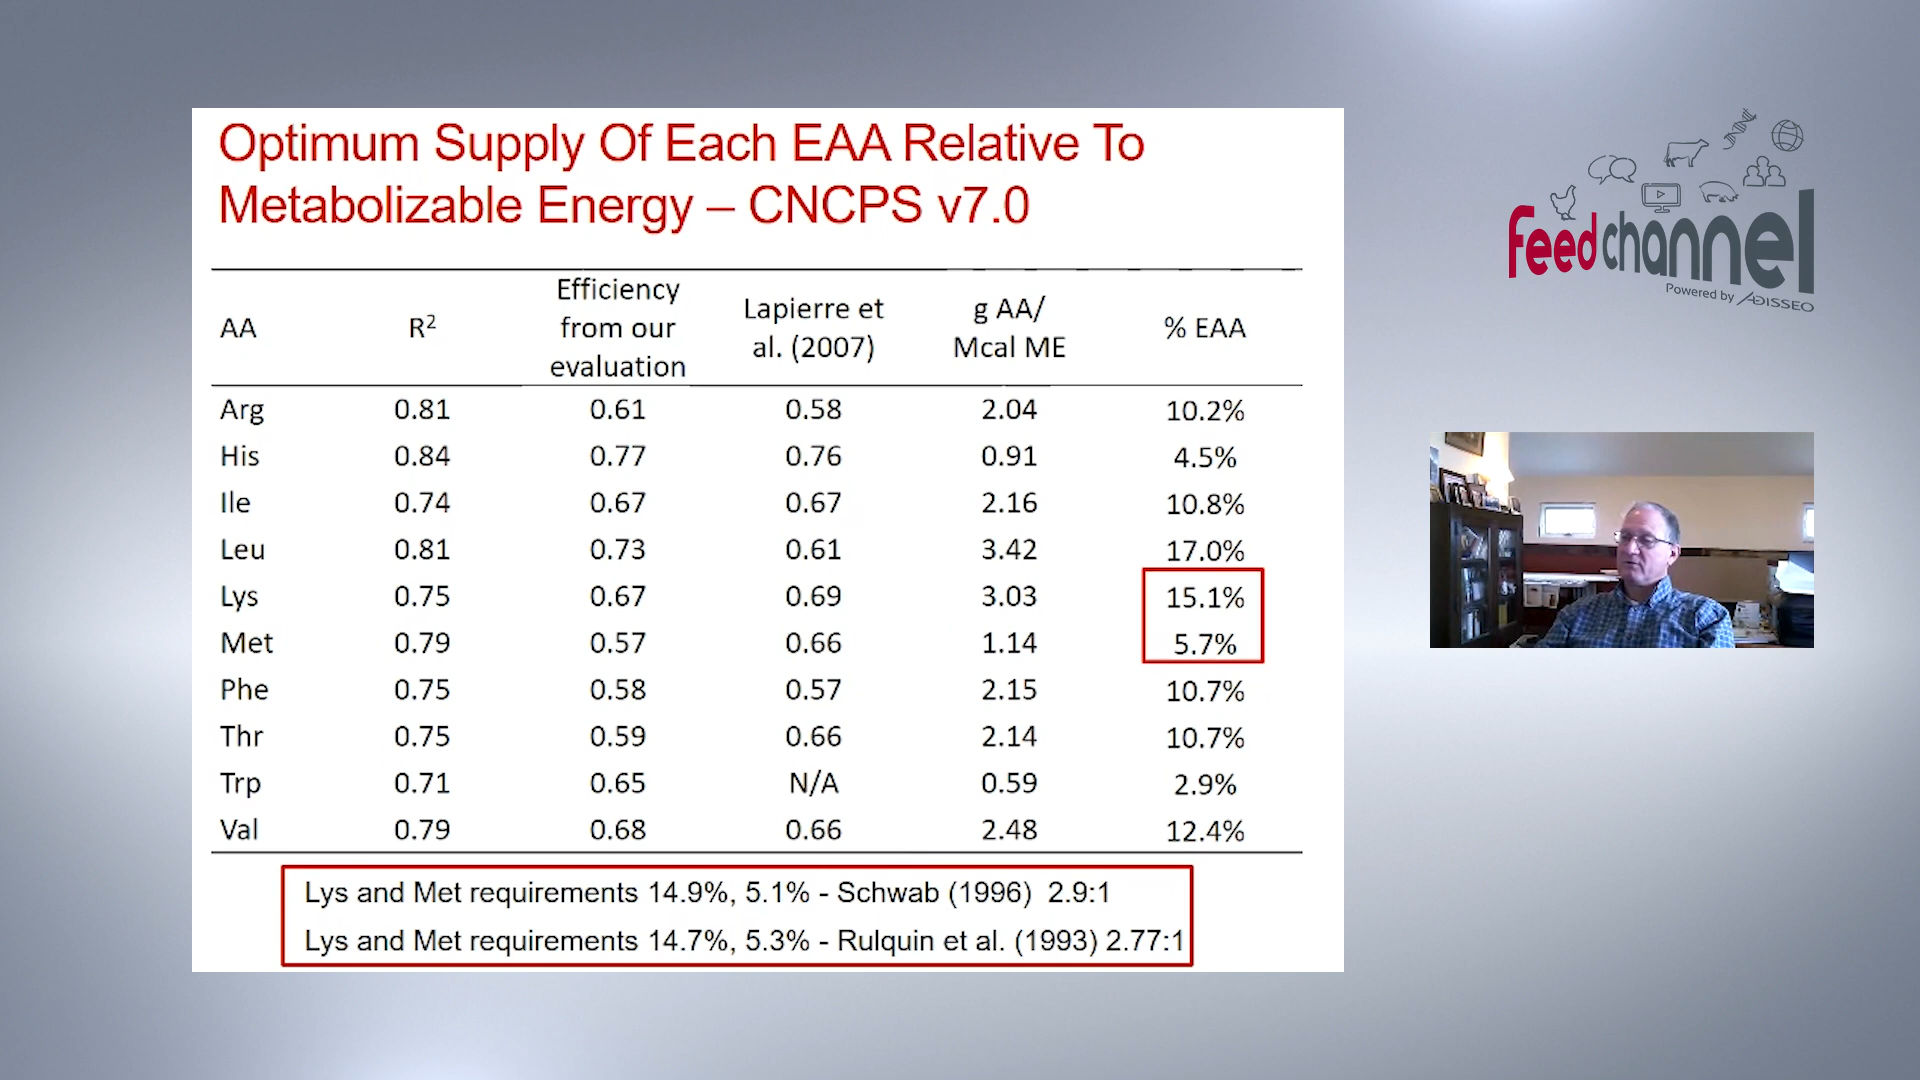 Optimum Supply Of Each EAA Relative To
Metabolizable Energy – CNCPS v7.0
AA R² Efficiency from our evaluation Lapierre et al. (2007) g AA/ Mcal ME % EAA
Arg 0.81 0.61 0.58 2.04 10.2%
His 0.84 0.77 0.76 0.91 4.5%
Ile 0.74 0.67 0.67 2.16 10.8%
Leu 0.81 0.73 0.61 3.42 17.0%
Lys 0.75 0.67 0.69 3.03 15.1%
Met 0.79 0.57 0.66 1.14 5.7%
Phe 0.75 0.58 0.57 2.15 10.7%
Thr 0.75 0.59 0.66 2.14 10.7%
Trp 0.71 0.65 N/A 0.59 2.9%
Val 0.79 0.68 0.66 2.48 12.4%
Lys and Met requirements 14.9%, 5.1% - Schwab (1996) 2.9:1
Lys and Met requirements 14.7%, 5.3% - Rulquin et al. (1993) 2.77:1
feedchannel
Powered by ADISSEO